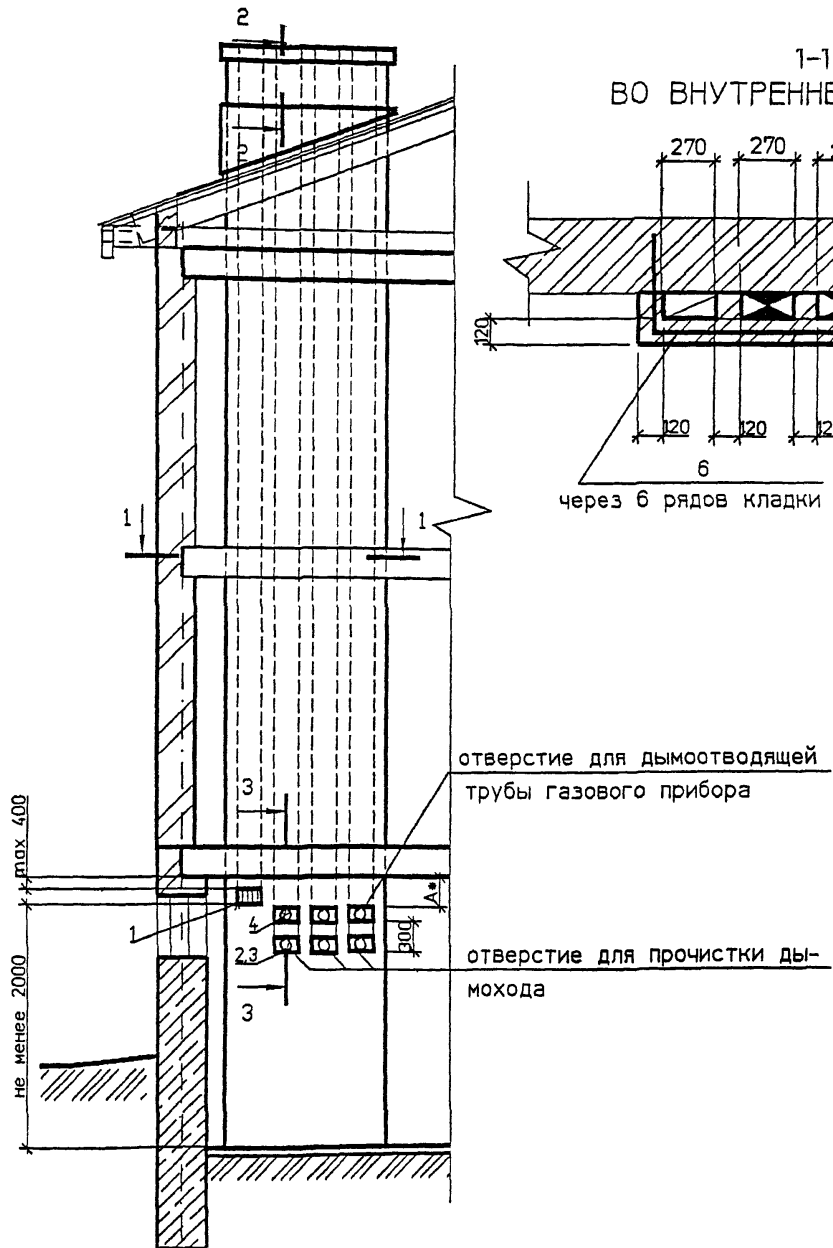 2
2
1-1
ВО ВНУТРЕННЕ
270
270
120
120
120
12
6
через 6 рядов кладки
1
1
отверстие для дымоотводящей
трубы газового прибора
3
max 400
A*
1
4
300
2,3
отверстие для прочистки ды-
мохода
3
не менее 2000